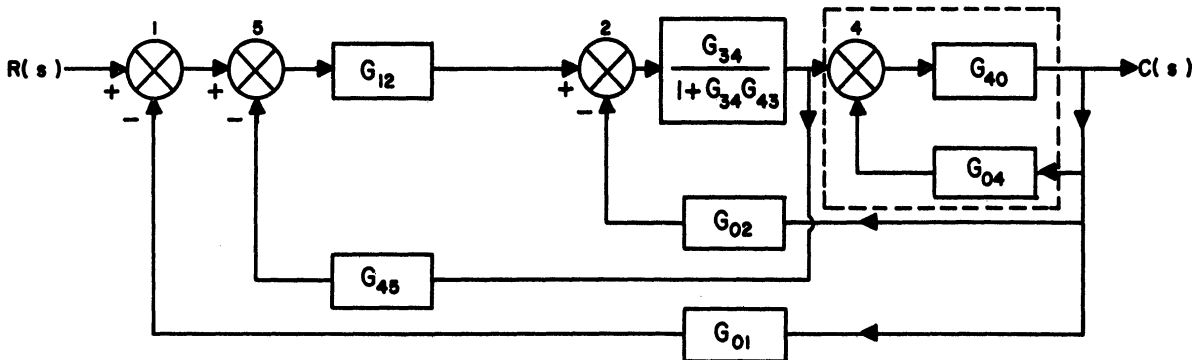 1
5
2
4
R(s)
G12
G34
1+G34G43
G40
C(s)
+
+
+
−
−
−
G04
G02
G45
G01